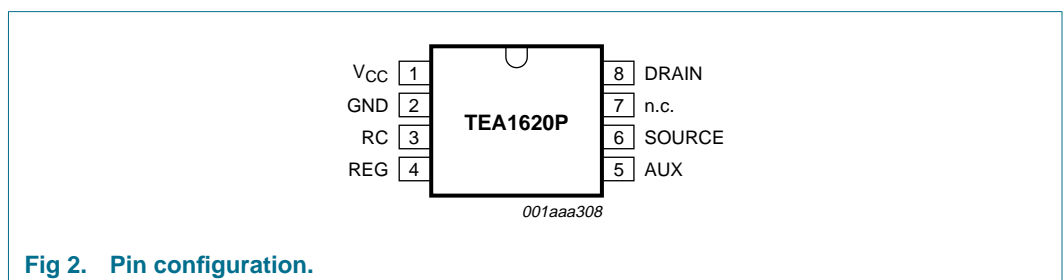 VCC 1 8 DRAIN
GND 2 7 n.c.
TEA1620P
RC 3 6 SOURCE
REG 4 5 AUX
001aaa308
Fig 2. Pin configuration.